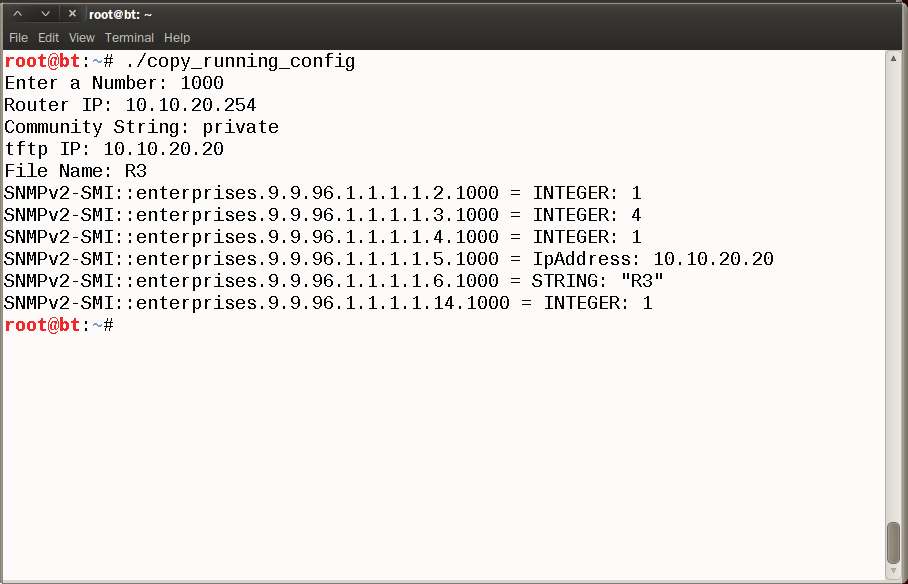 root@bt: ~
File Edit View Terminal Help
root@bt:~# ./copy_running_config
Enter a Number: 1000
Router IP: 10.10.20.254
Community String: private
tftp IP: 10.10.20.20
File Name: R3
SNMPv2-SMI::enterprises.9.9.96.1.1.1.1.2.1000 = INTEGER: 1
SNMPv2-SMI::enterprises.9.9.96.1.1.1.1.3.1000 = INTEGER: 4
SNMPv2-SMI::enterprises.9.9.96.1.1.1.1.4.1000 = INTEGER: 1
SNMPv2-SMI::enterprises.9.9.96.1.1.1.1.5.1000 = IpAddress: 10.10.20.20
SNMPv2-SMI::enterprises.9.9.96.1.1.1.1.6.1000 = STRING: "R3"
SNMPv2-SMI::enterprises.9.9.96.1.1.1.1.14.1000 = INTEGER: 1
root@bt:~#